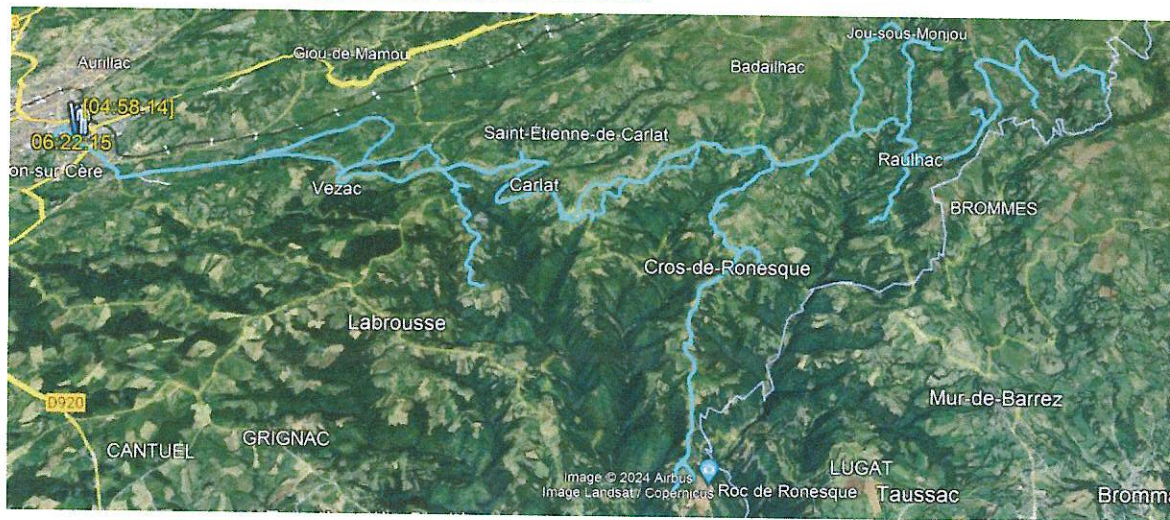 Jou-sous-Monjou
Giou-de-Mamou
Aurillac
Badailhac
[04:58:14]
06:22:15
Saint-Étienne-de-Carlat
on-sur Cère
Raulhac
Vezac
Carlat
BROMMES
Cros-de-Ronesque
Labrousse
D920
Mur-de-Barrez
GRIGNAC
CANTUEL
Image © 2024 Airbus
LUGAT
Image Landsat / Copernicus
Roc de Ronesque
Taussac
Bromma